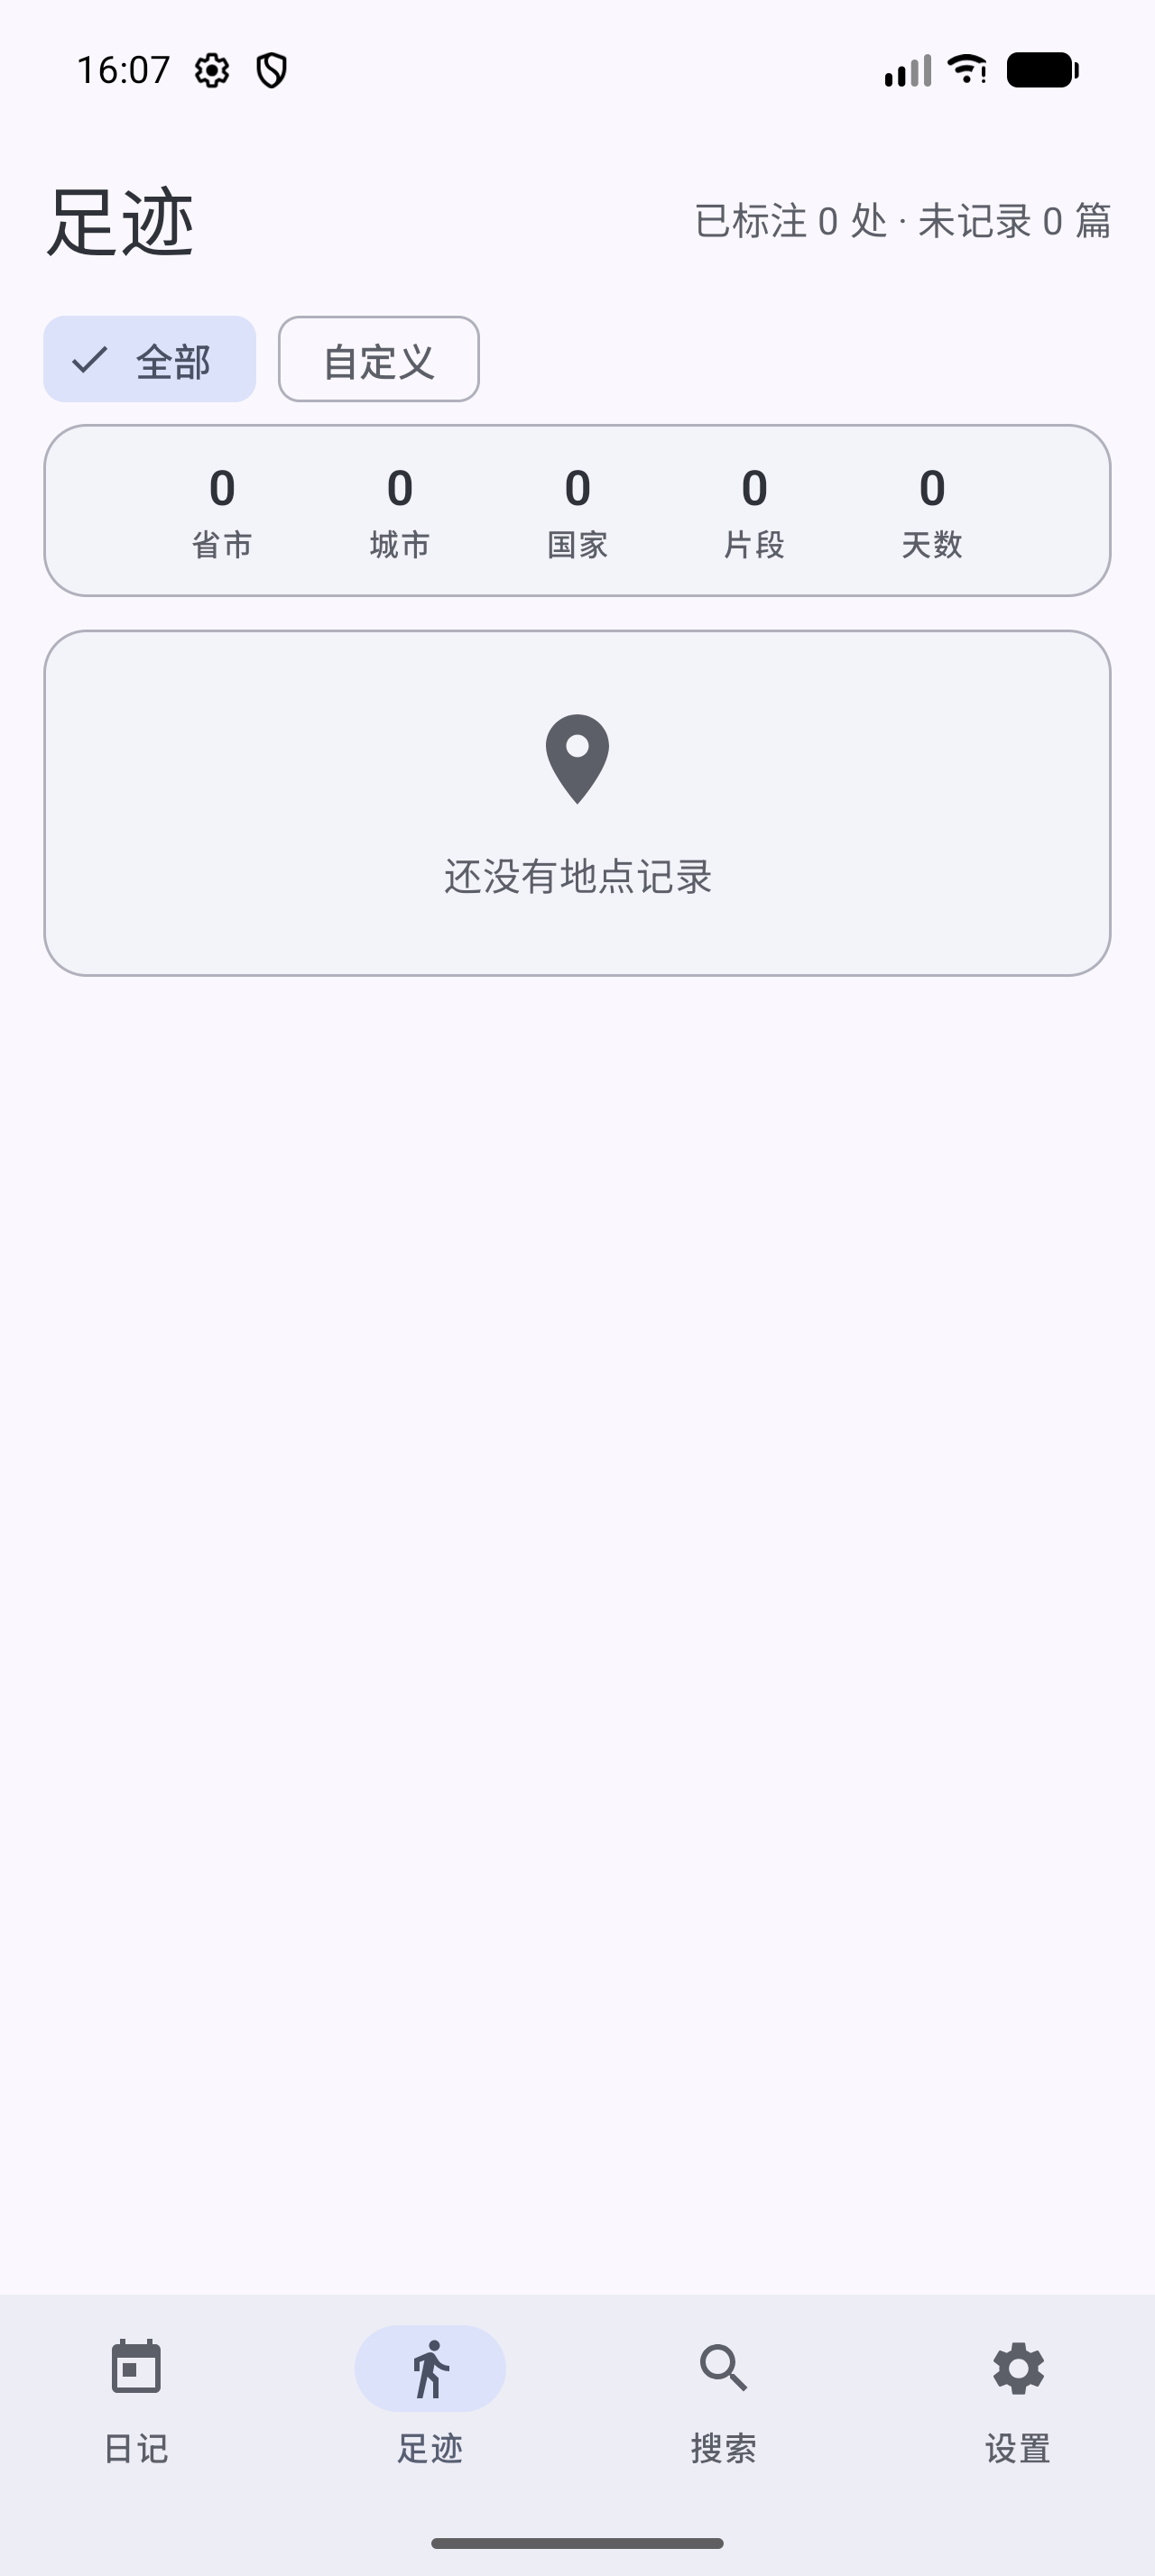 16:07
足迹
已标注 0 处 · 未记录 0 篇
全部 自定义
0 0 0 0 0
省市 城市 国家 片段 天数
还没有地点记录
日记 足迹 搜索 设置